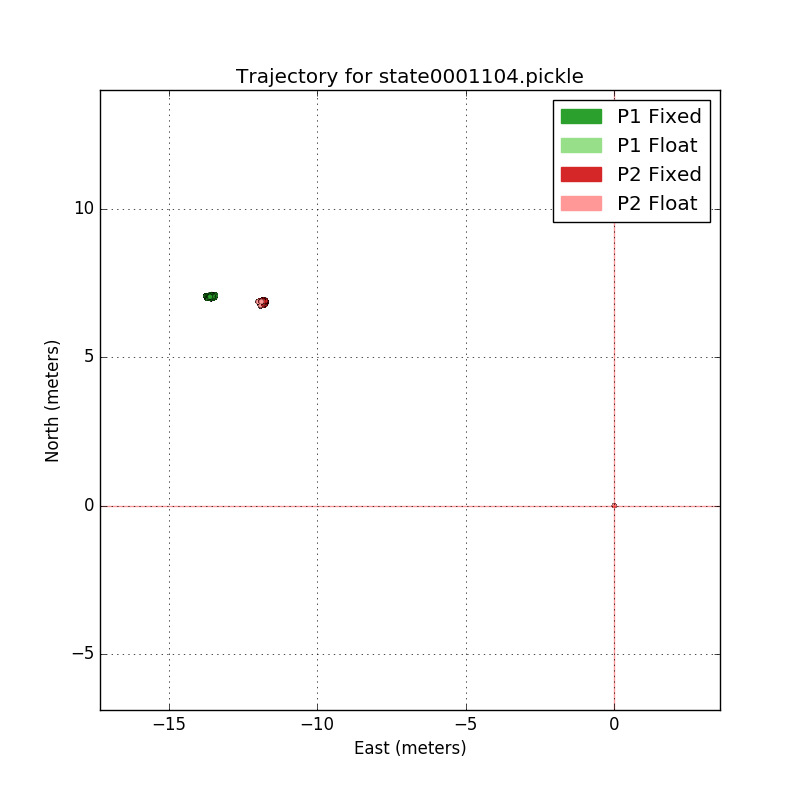 Trajectory for state0001104.pickle
P1 Fixed
P1 Float
P2 Fixed
P2 Float
10
5
0
−5
−15
−10
−5
0
North (meters)
East (meters)